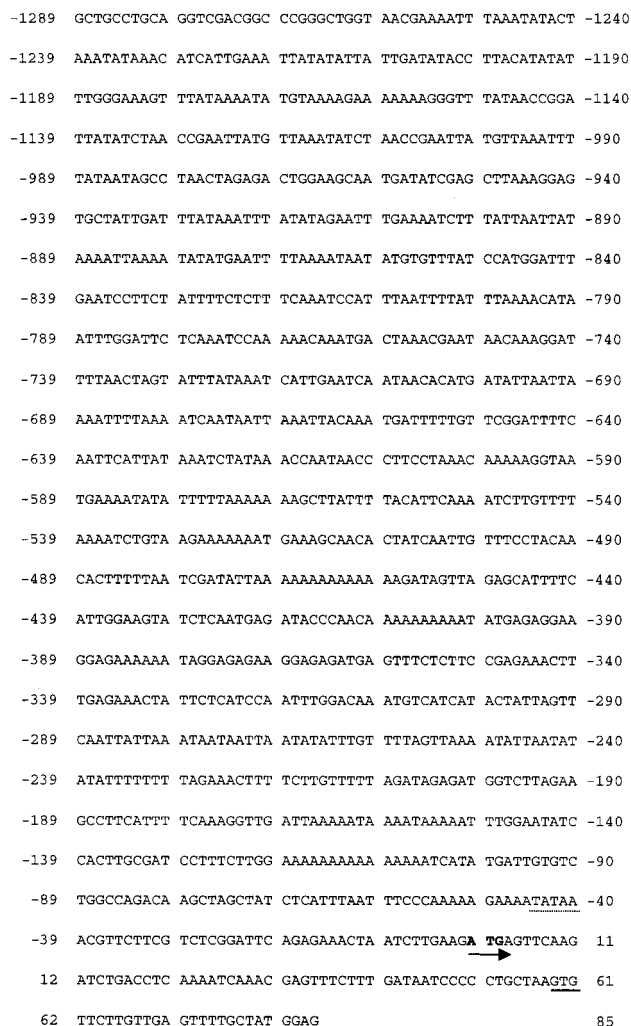 -1289 GCTGCCTGCA GGTCGACGGC CCGGGCTGGT AACGAAAATT TAAATATACT -1240
-1239 AAATATAAAC ATCATTGAAA TTATATATTA TTGATATACC TTACATATAT -1190
-1189 TTGGGAAAGT TTATAAAATA TGTAAAAGAA AAAAAGGGTT TATAACCGGA -1140
-1139 TTATATCTAA CCGAATTATG TTAAATATCT AACCGAATTA TGTTAAATTT -990
-989 TATAATAGCC TAACTAGAGA CTGGAAGCAA TGATATCGAG CTTAAAGGAG -940
-939 TGCTATTGAT TTATAAATTT ATATAGAATT TGAAAATCTT TATTAATTAT -890
-889 AAAATTAAAA TATATGAATT TTAAAATAAT ATGTGTTTAT CCATGGATTT -840
-839 GAATCCTTCT ATTTTCTCTT TCAAATCCAT TTAATTTTAT TTAAAACATA -790
-789 ATTTGGATTC TCAAATCCAA AAACAAATGA CTAAACGAAT AACAAAGGAT -740
-739 TTTAACTAGT ATTTATAAAT CATTGAATCA ATAACACATG ATATTAATTA -690
-689 AAATTTTAAA ATCAATAATT AAATTACAAA TGATTTTTGT TCGGATTTTC -640
-639 AATTCATTAT AAATCTATAA ACCAATAACC CTTCCTAAAC AAAAAGGTAA -590
-589 TGAAAATATA TTTTTAAAAA AAGCTTATTT TACATTCAAA ATCTTGTTTT -540
-539 AAAATCTGTA AGAAAAAAAT GAAAGCAACA CTATCAATTG TTTCCTACAA -490
-489 CACTTTTTAA TCGATATTAA AAAAAAAAAA AAGATAGTTA GAGCATTTTC -440
-439 ATTGGAAGTA TCTCAATGAG ATACCCAACA AAAAAAAAAT ATGAGAGGAA -390
-389 GGAGAAAAAA TAGGAGAGAA GGAGAGATGA GTTTCTCTTC CGAGAAACTT -340
-339 TGAGAAACTA TTCTCATCCA ATTTGGACAA ATGTCATCAT ACTATTAGTT -290
-289 CAATTATTAA ATAATAATTA ATATATTTGT TTTAGTTAAA ATATTAATAT -240
-239 ATATTTTTTT TAGAAACTTT TCTTGTTTTT AGATAGAGAT GGTCTTAGAA -190
-189 GCCTTCATTT TCAAAGGTTG ATTAAAAATA AAATAAAAAT TTGGAATATC -140
-139 CACTTGCGAT CCTTTCTTGG AAAAAAAAAA AAAAATCATA TGATTGTGTC -90
-89 TGGCCAGACA AGCTAGCTAT CTCATTTAAT TTCCCAAAAA GAAAATATAA -40
-39 ACGTTCTTCG TCTCGGATTC AGAGAAACTA ATCTTGAAGA TGAGTTCAAG 11
12 ATCTGACCTC AAAATCAAAC GAGTTTCTTT GATAATCCCC CTGCTAAGTG 61
62 TTCTTGTTGA GTTTTGCTAT GGAG 85